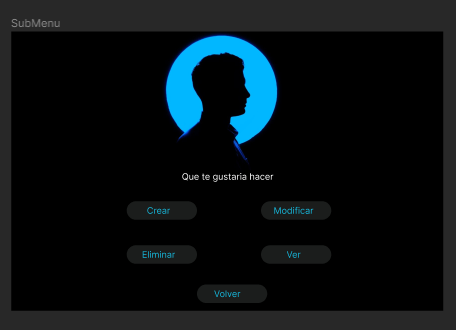 SubMenu
Que te gustaria hacer
Crear
Modificar
Eliminar
Ver
Volver